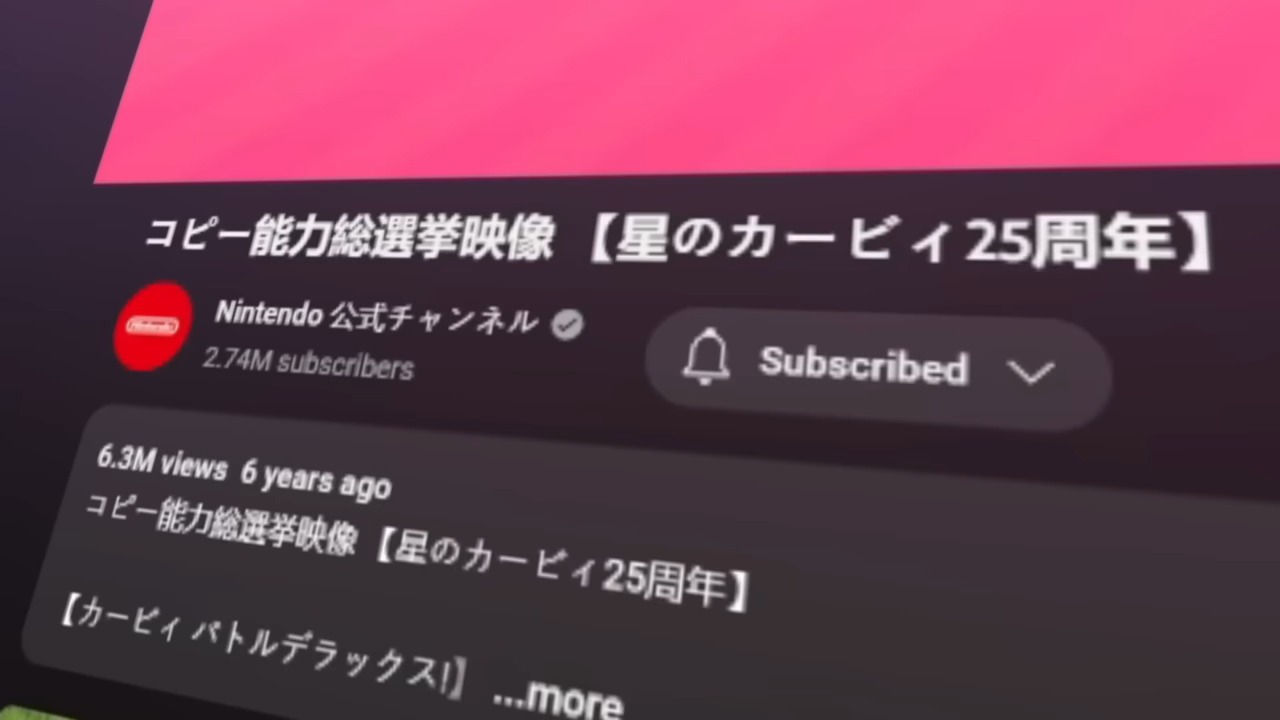 コピー能力総選挙映像 【星のカービィ25周年】
Nintendo
Nintendo 公式チャンネル
2.74M subscribers
Subscribed
6.3M views 6 years ago
コピー能力総選挙映像 【星のカービィ25周年】
【カービィ バトルデラックス!】 ...more